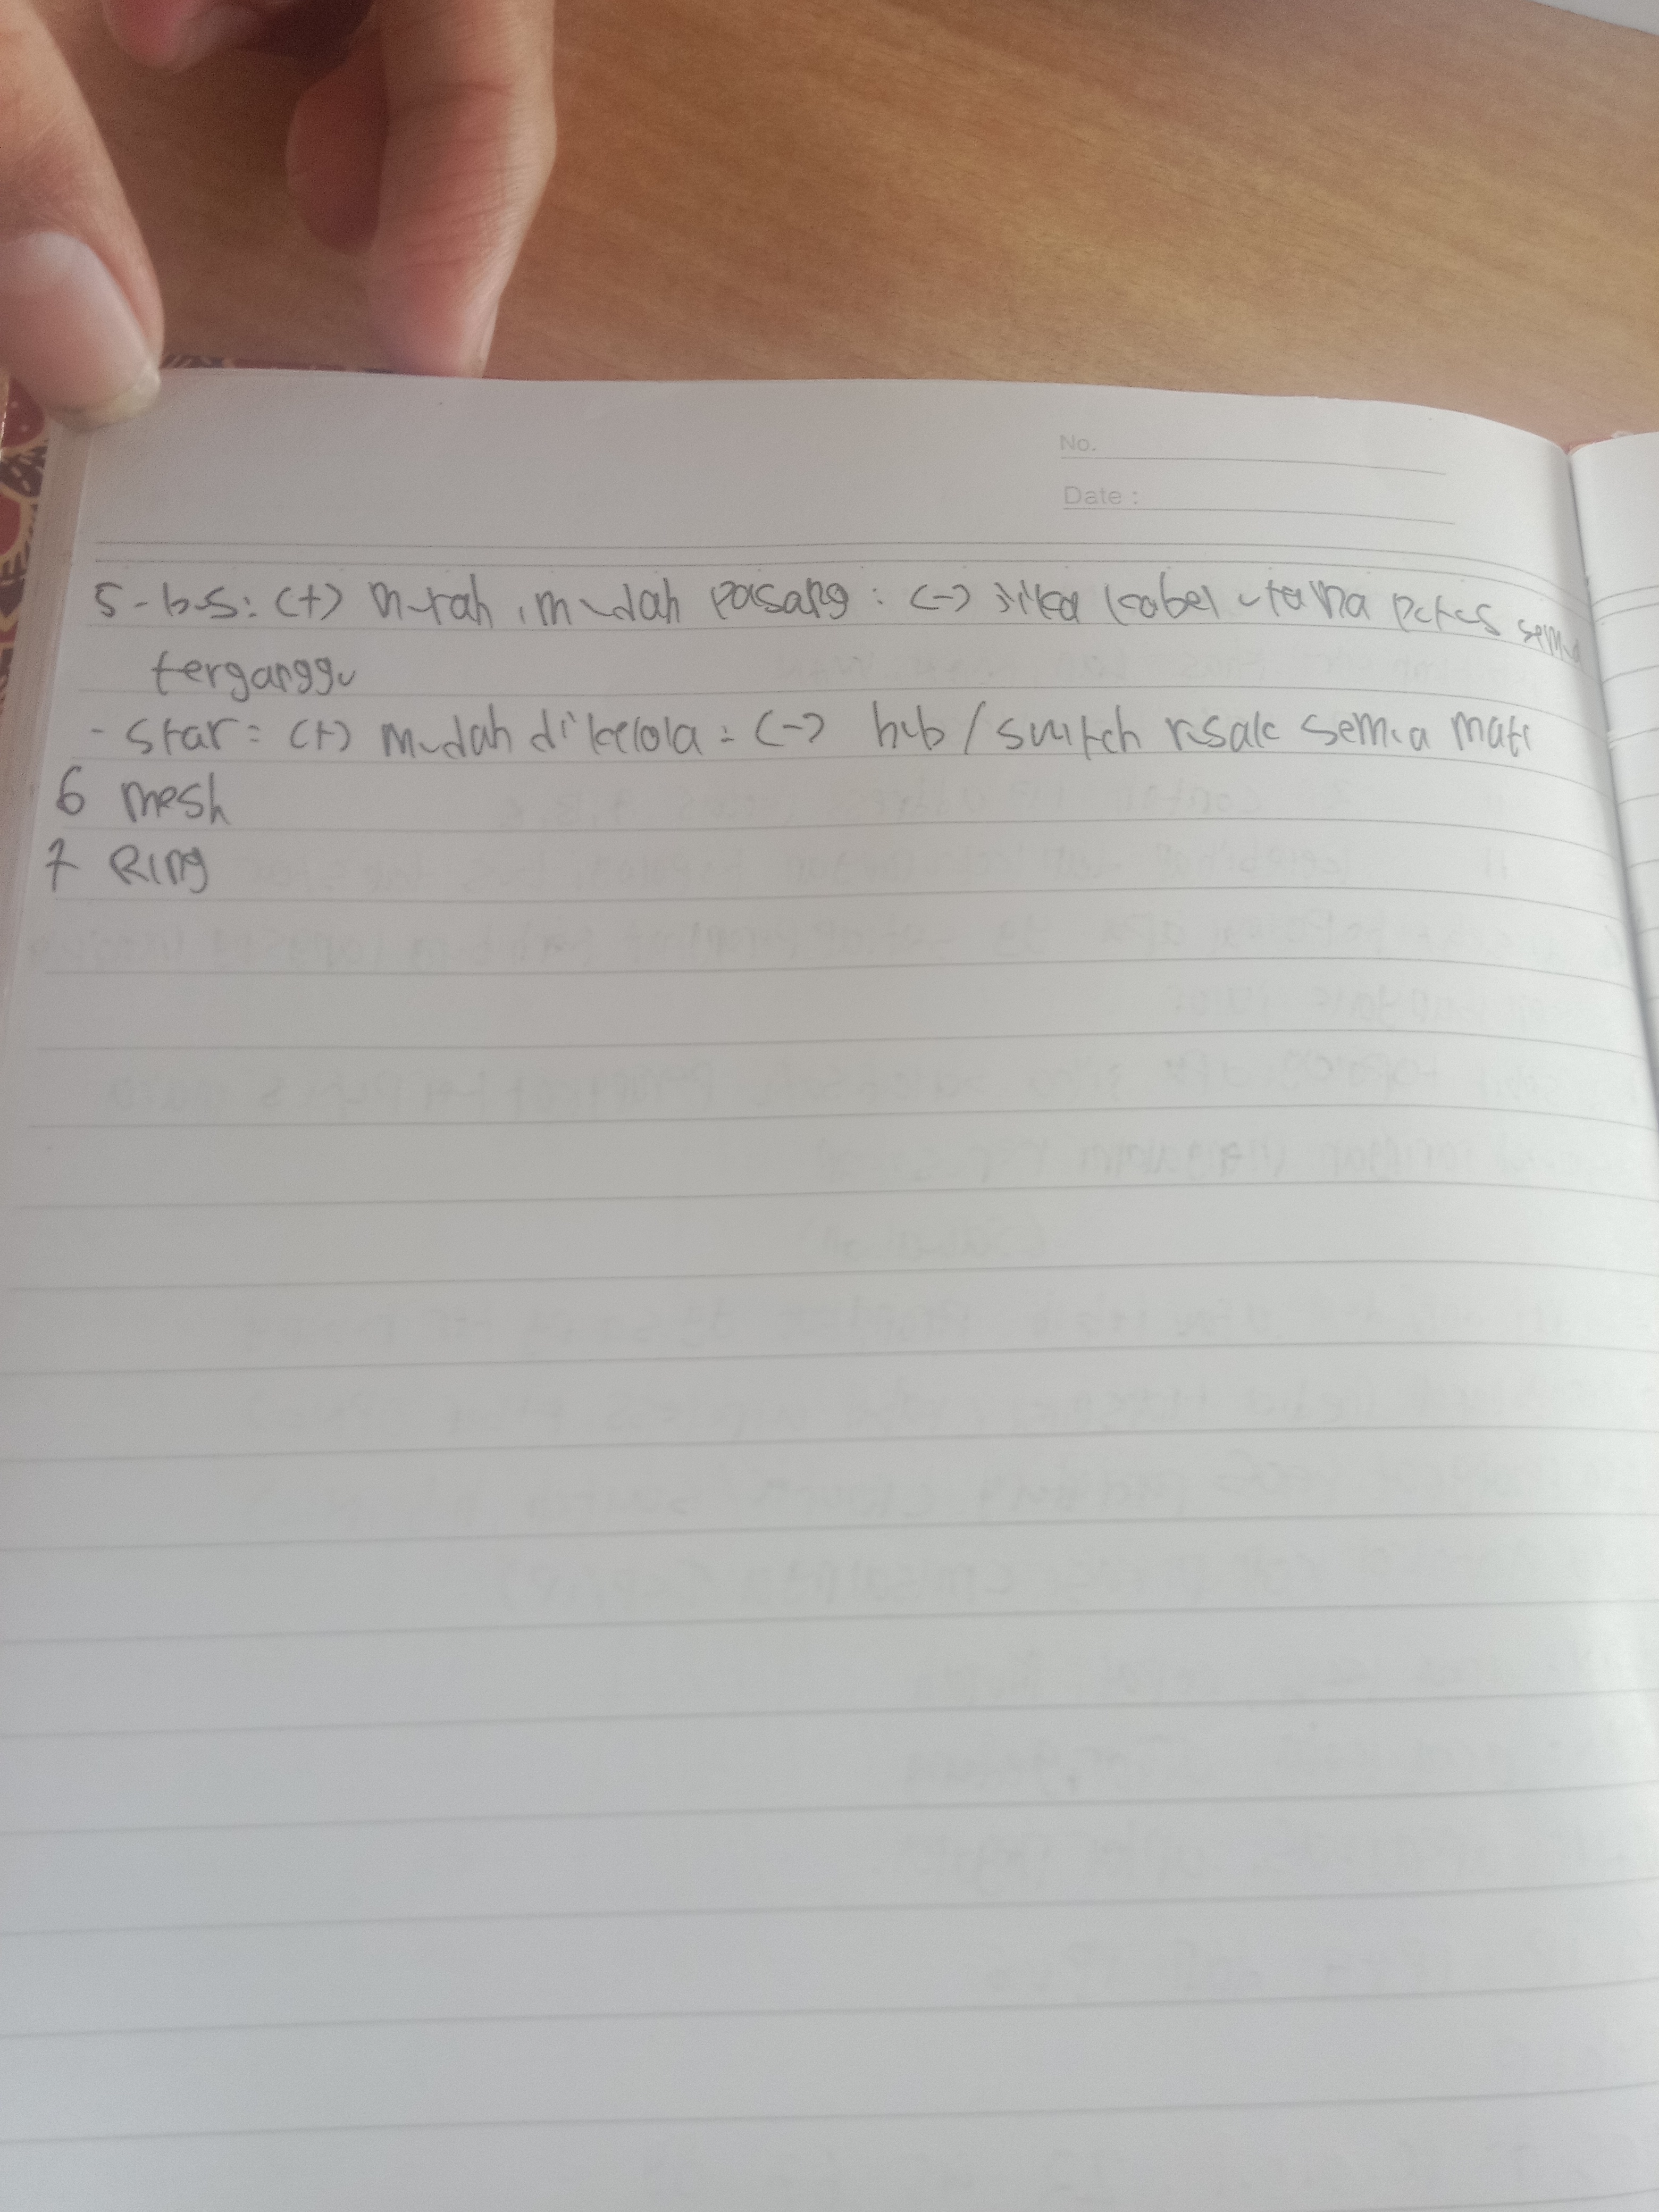 No.
Date :
5 - bus : (+) murah , mudah pasang : (-) jika kabel utama putus semua
terganggu
- Star = (+) mudah dikelola = (-) hub / switch rusak semua mati
6 mesh
7 Ring